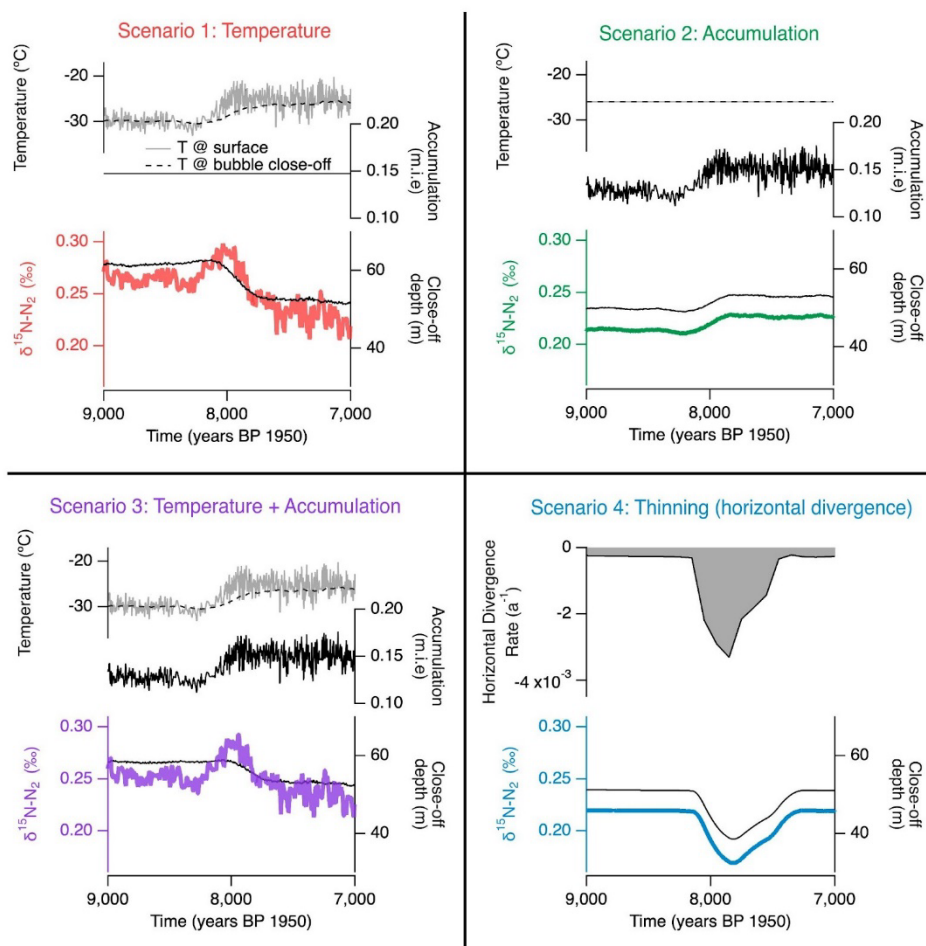 Scenario 1: Temperature
Temperature (°C)
-20
-30
T @ surface
T @ bubble close-off
0.20
0.15
0.10
Accumulation
(m.i.e)
δ¹⁵N-N₂ (‰)
0.30
0.25
0.20
60
40
Close-off
depth (m)
9,000
8,000
7,000
Time (years BP 1950)
Scenario 2: Accumulation
Temperature (°C)
-20
-30
0.20
0.15
0.10
Accumulation
(m.i.e)
δ¹⁵N-N₂ (‰)
0.30
0.25
0.20
60
40
Close-off
depth (m)
9,000
8,000
7,000
Time (years BP 1950)
Scenario 3: Temperature + Accumulation
Temperature (°C)
-20
-30
0.20
0.15
0.10
Accumulation
(m.i.e)
δ¹⁵N-N₂ (‰)
0.30
0.25
0.20
60
40
Close-off
depth (m)
9,000
8,000
7,000
Time (years BP 1950)
Scenario 4: Thinning (horizontal divergence)
Horizontal Divergence
Rate (a⁻¹)
0
-2
-4 x10⁻³
δ¹⁵N-N₂ (‰)
0.30
0.25
0.20
60
40
Close-off
depth (m)
9,000
8,000
7,000
Time (years BP 1950)